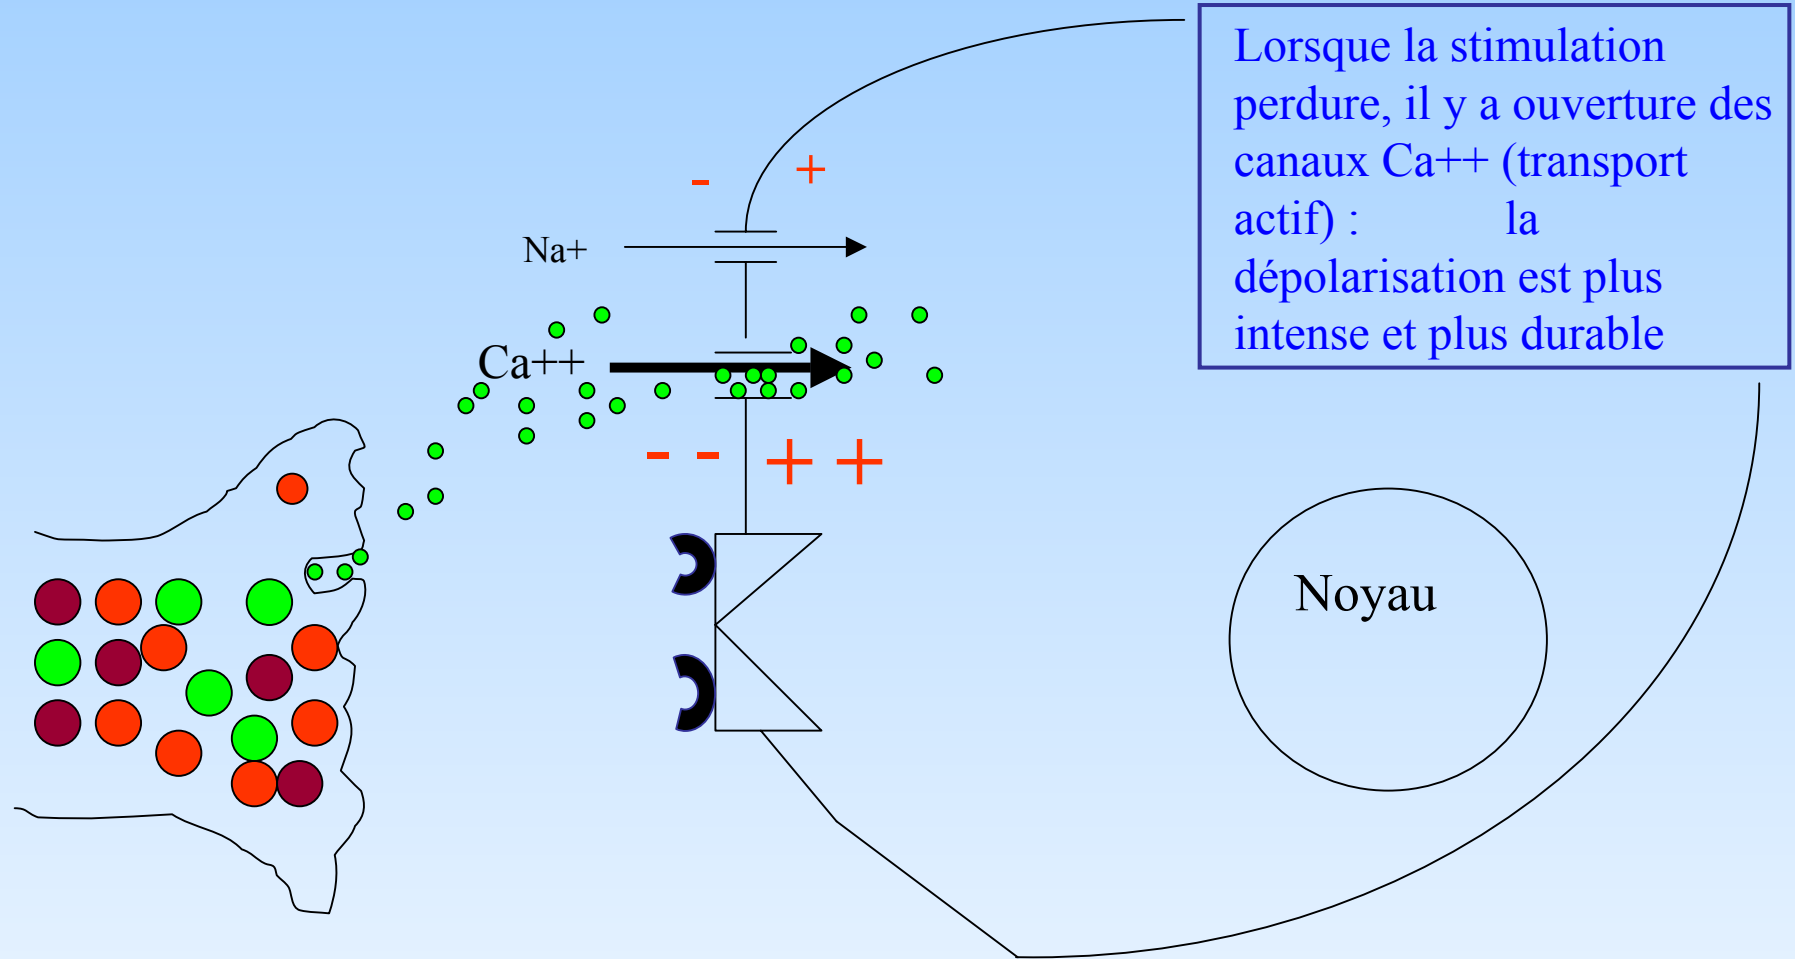 Lorsque la stimulation
perdure, il y a ouverture des
canaux Ca++ (transport
actif) : la
dépolarisation est plus
intense et plus durable
- +
Na+
Ca++
- - + +
Noyau